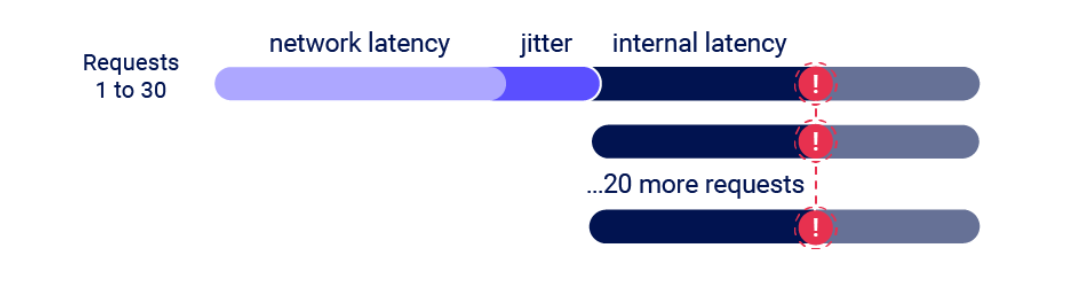 network latency jitter internal latency
Requests
1 to 30
!
!
...20 more requests
!